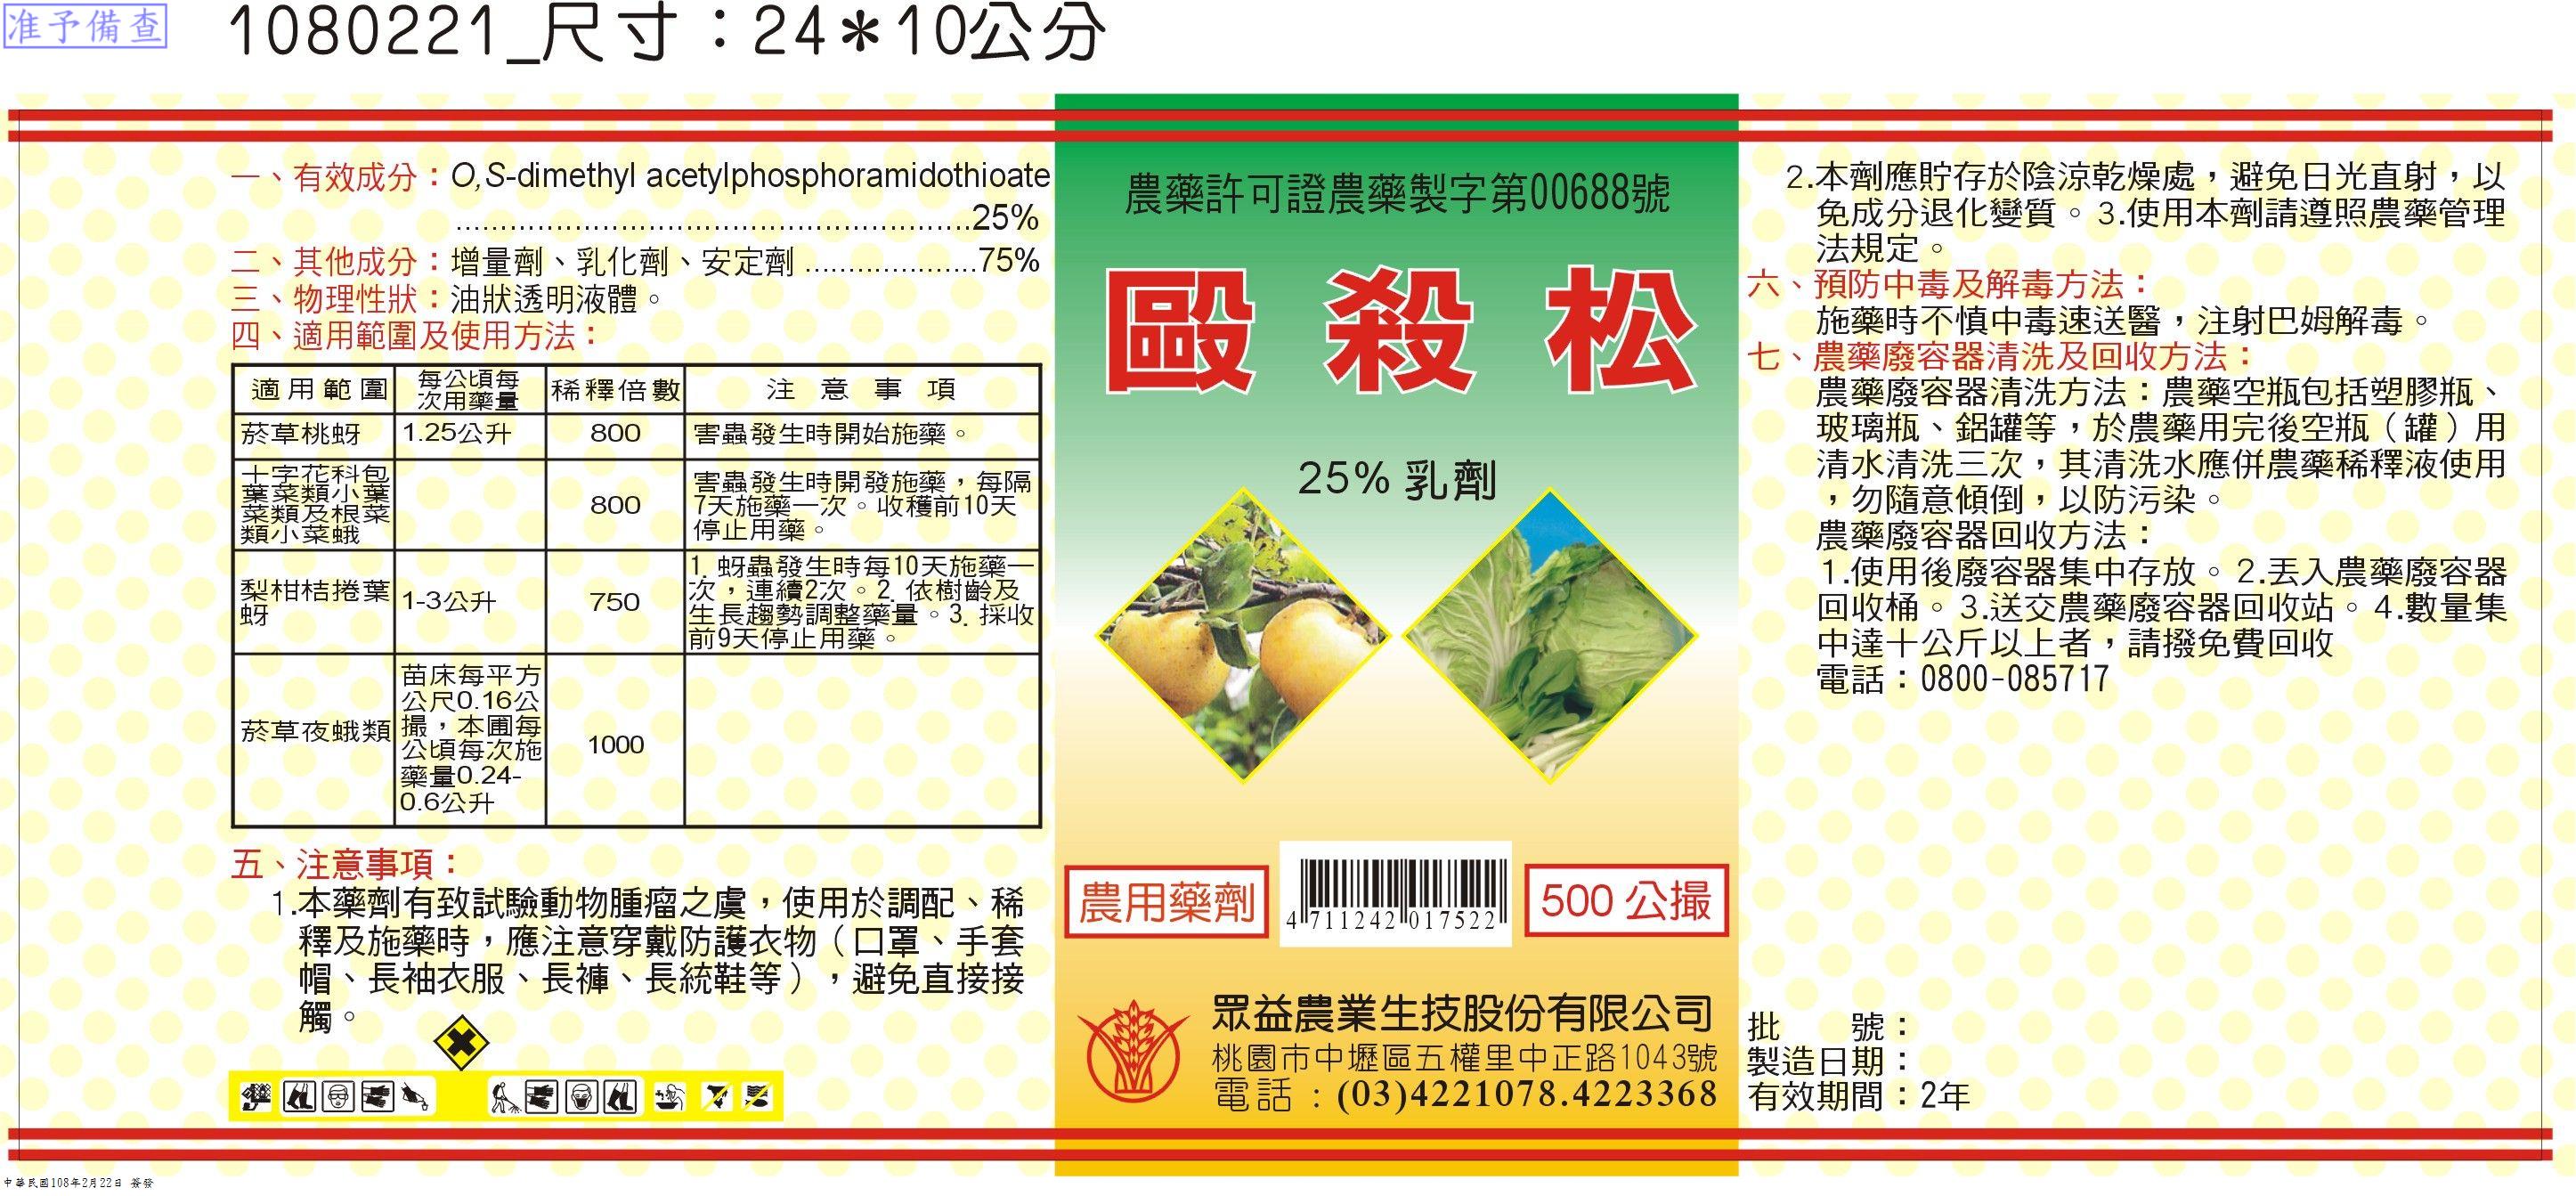 准予備查
1080221_尺寸：24*10公分
一、有效成分：O,S-dimethyl acetylphosphoramidothioate
............................................................25%
二、其他成分：增量劑、乳化劑、安定劑....................75%
三、物理性狀：油狀透明液體。
四、適用範圍及使用方法：
適用範圍 每公頃每次用藥量 稀釋倍數 注意事項
菸草桃蚜 1.25公升 800 害蟲發生時開始施藥。
十字花科包
葉菜類小葉
菜類及根菜
類小菜蛾
800
害蟲發生時開發施藥，每隔
7天施藥一次。收穫前10天
停止用藥。
梨柑桔捲葉
蚜
1-3公升
750
1. 蚜蟲發生時每10天施藥一
次，連續2次。2. 依樹齡及
生長趨勢調整藥量。3. 採收
前9天停止用藥。
菸草夜蛾類
苗床每平方
公尺0.16公
撮，本圃每
公頃每次施
藥量0.24-
0.6公升
1000
五、注意事項：
1.本藥劑有致試驗動物腫瘤之虞，使用於調配、稀
釋及施藥時，應注意穿戴防護衣物（口罩、手套
帽、長袖衣服、長褲、長統鞋等），避免直接接
觸。
農藥許可證農藥製字第00688號
毆殺松
25% 乳劑
農用藥劑
4 711242 017522
500 公撮
眾益農業生技股份有限公司
桃園市中壢區五權里中正路1043號
電話：(03)4221078.4223368
2.本劑應貯存於陰涼乾燥處，避免日光直射，以
免成分退化變質。3.使用本劑請遵照農藥管理
法規定。
六、預防中毒及解毒方法：
施藥時不慎中毒速送醫，注射巴姆解毒。
七、農藥廢容器清洗及回收方法：
農藥廢容器清洗方法：農藥空瓶包括塑膠瓶、
玻璃瓶、鋁罐等，於農藥用完後空瓶（罐）用
清水清洗三次，其清洗水應併農藥稀釋液使用
，勿隨意傾倒，以防污染。
農藥廢容器回收方法：
1.使用後廢容器集中存放。2.丟入農藥廢容器
回收桶。3.送交農藥廢容器回收站。4.數量集
中達十公斤以上者，請撥免費回收
電話：0800-085717
批　　號：
製造日期：
有效期間：2年
中華民國108年2月22日 簽發